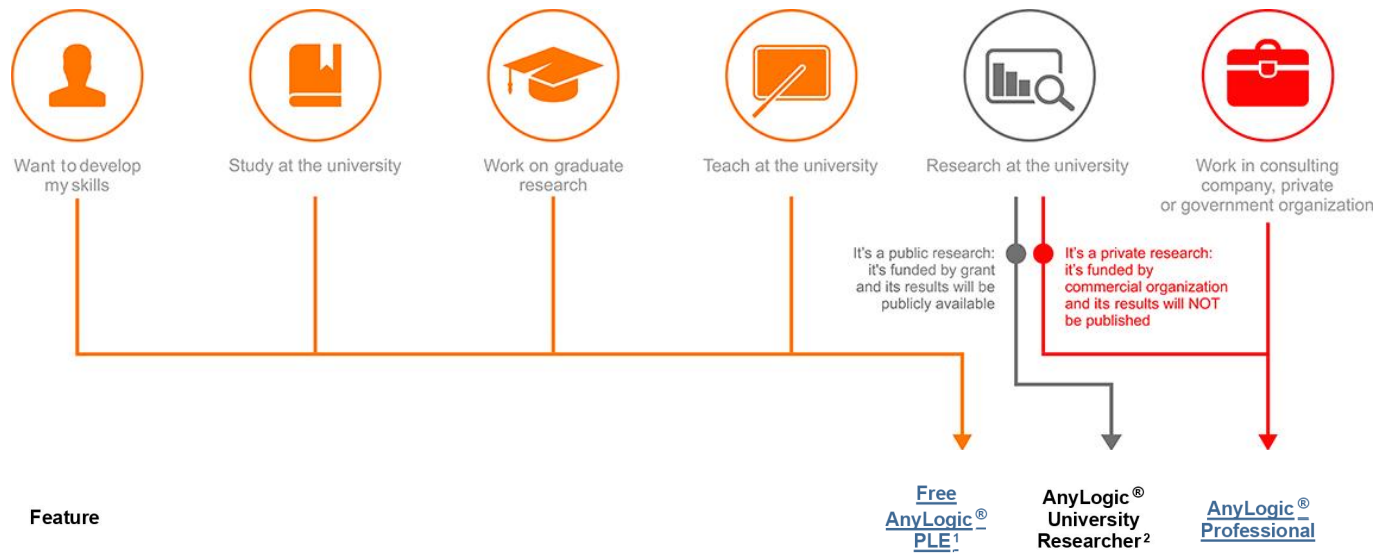 Want to develop
my skills
Study at the university
Work on graduate
research
Teach at the university
Research at the university
Work in consulting
company, private
or government organization
It's a public research:
it's funded by grant
and its results will be
publicly available
It's a private research:
it's funded by
commercial organization
and its results will NOT
be published
Feature
Free
AnyLogic ®
PLE1
AnyLogic ®
University
Researcher2
AnyLogic ®
Professional